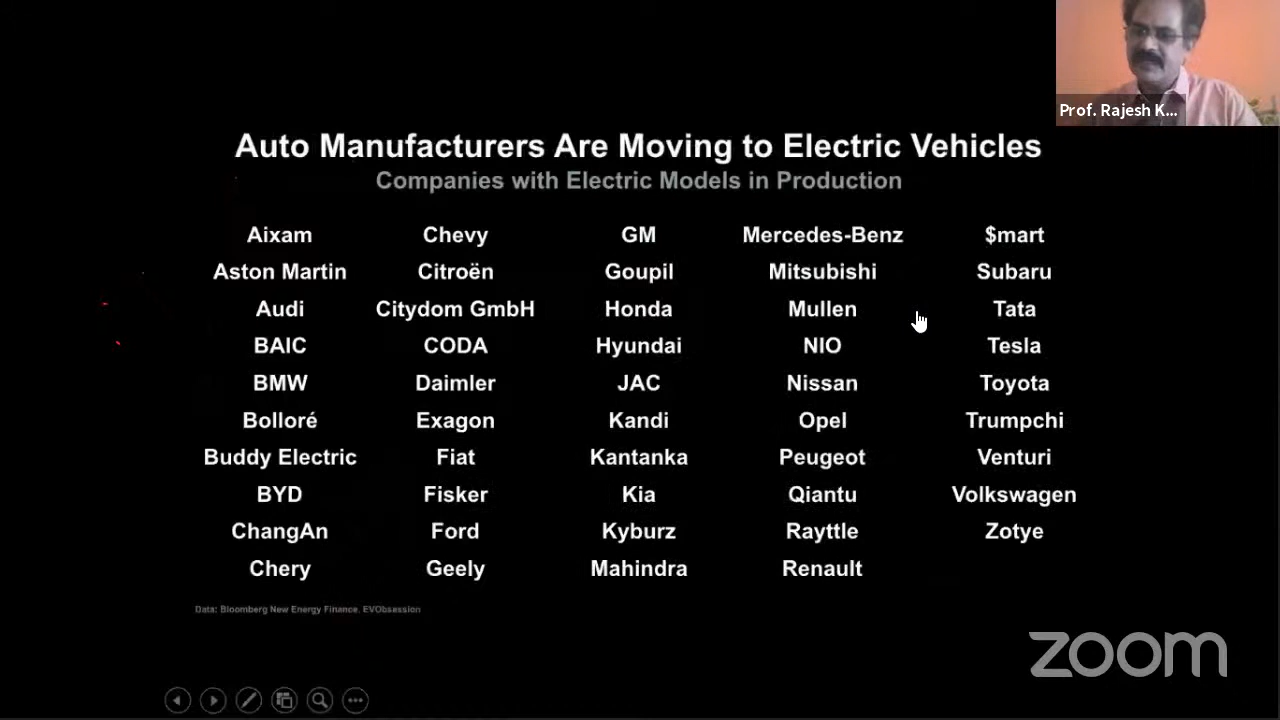 Prof. Rajesh K...
Auto Manufacturers Are Moving to Electric Vehicles
Companies with Electric Models in Production
Aixam Chevy GM Mercedes-Benz $mart
Aston Martin Citroën Goupil Mitsubishi Subaru
Audi Citydom GmbH Honda Mullen Tata
BAIC CODA Hyundai NIO Tesla
BMW Daimler JAC Nissan Toyota
Bolloré Exagon Kandi Opel Trumpchi
Buddy Electric Fiat Kantanka Peugeot Venturi
BYD Fisker Kia Qiantu Volkswagen
ChangAn Ford Kyburz Rayttle Zotye
Chery Geely Mahindra Renault
Data: Bloomberg New Energy Finance, EVObsession
zoom